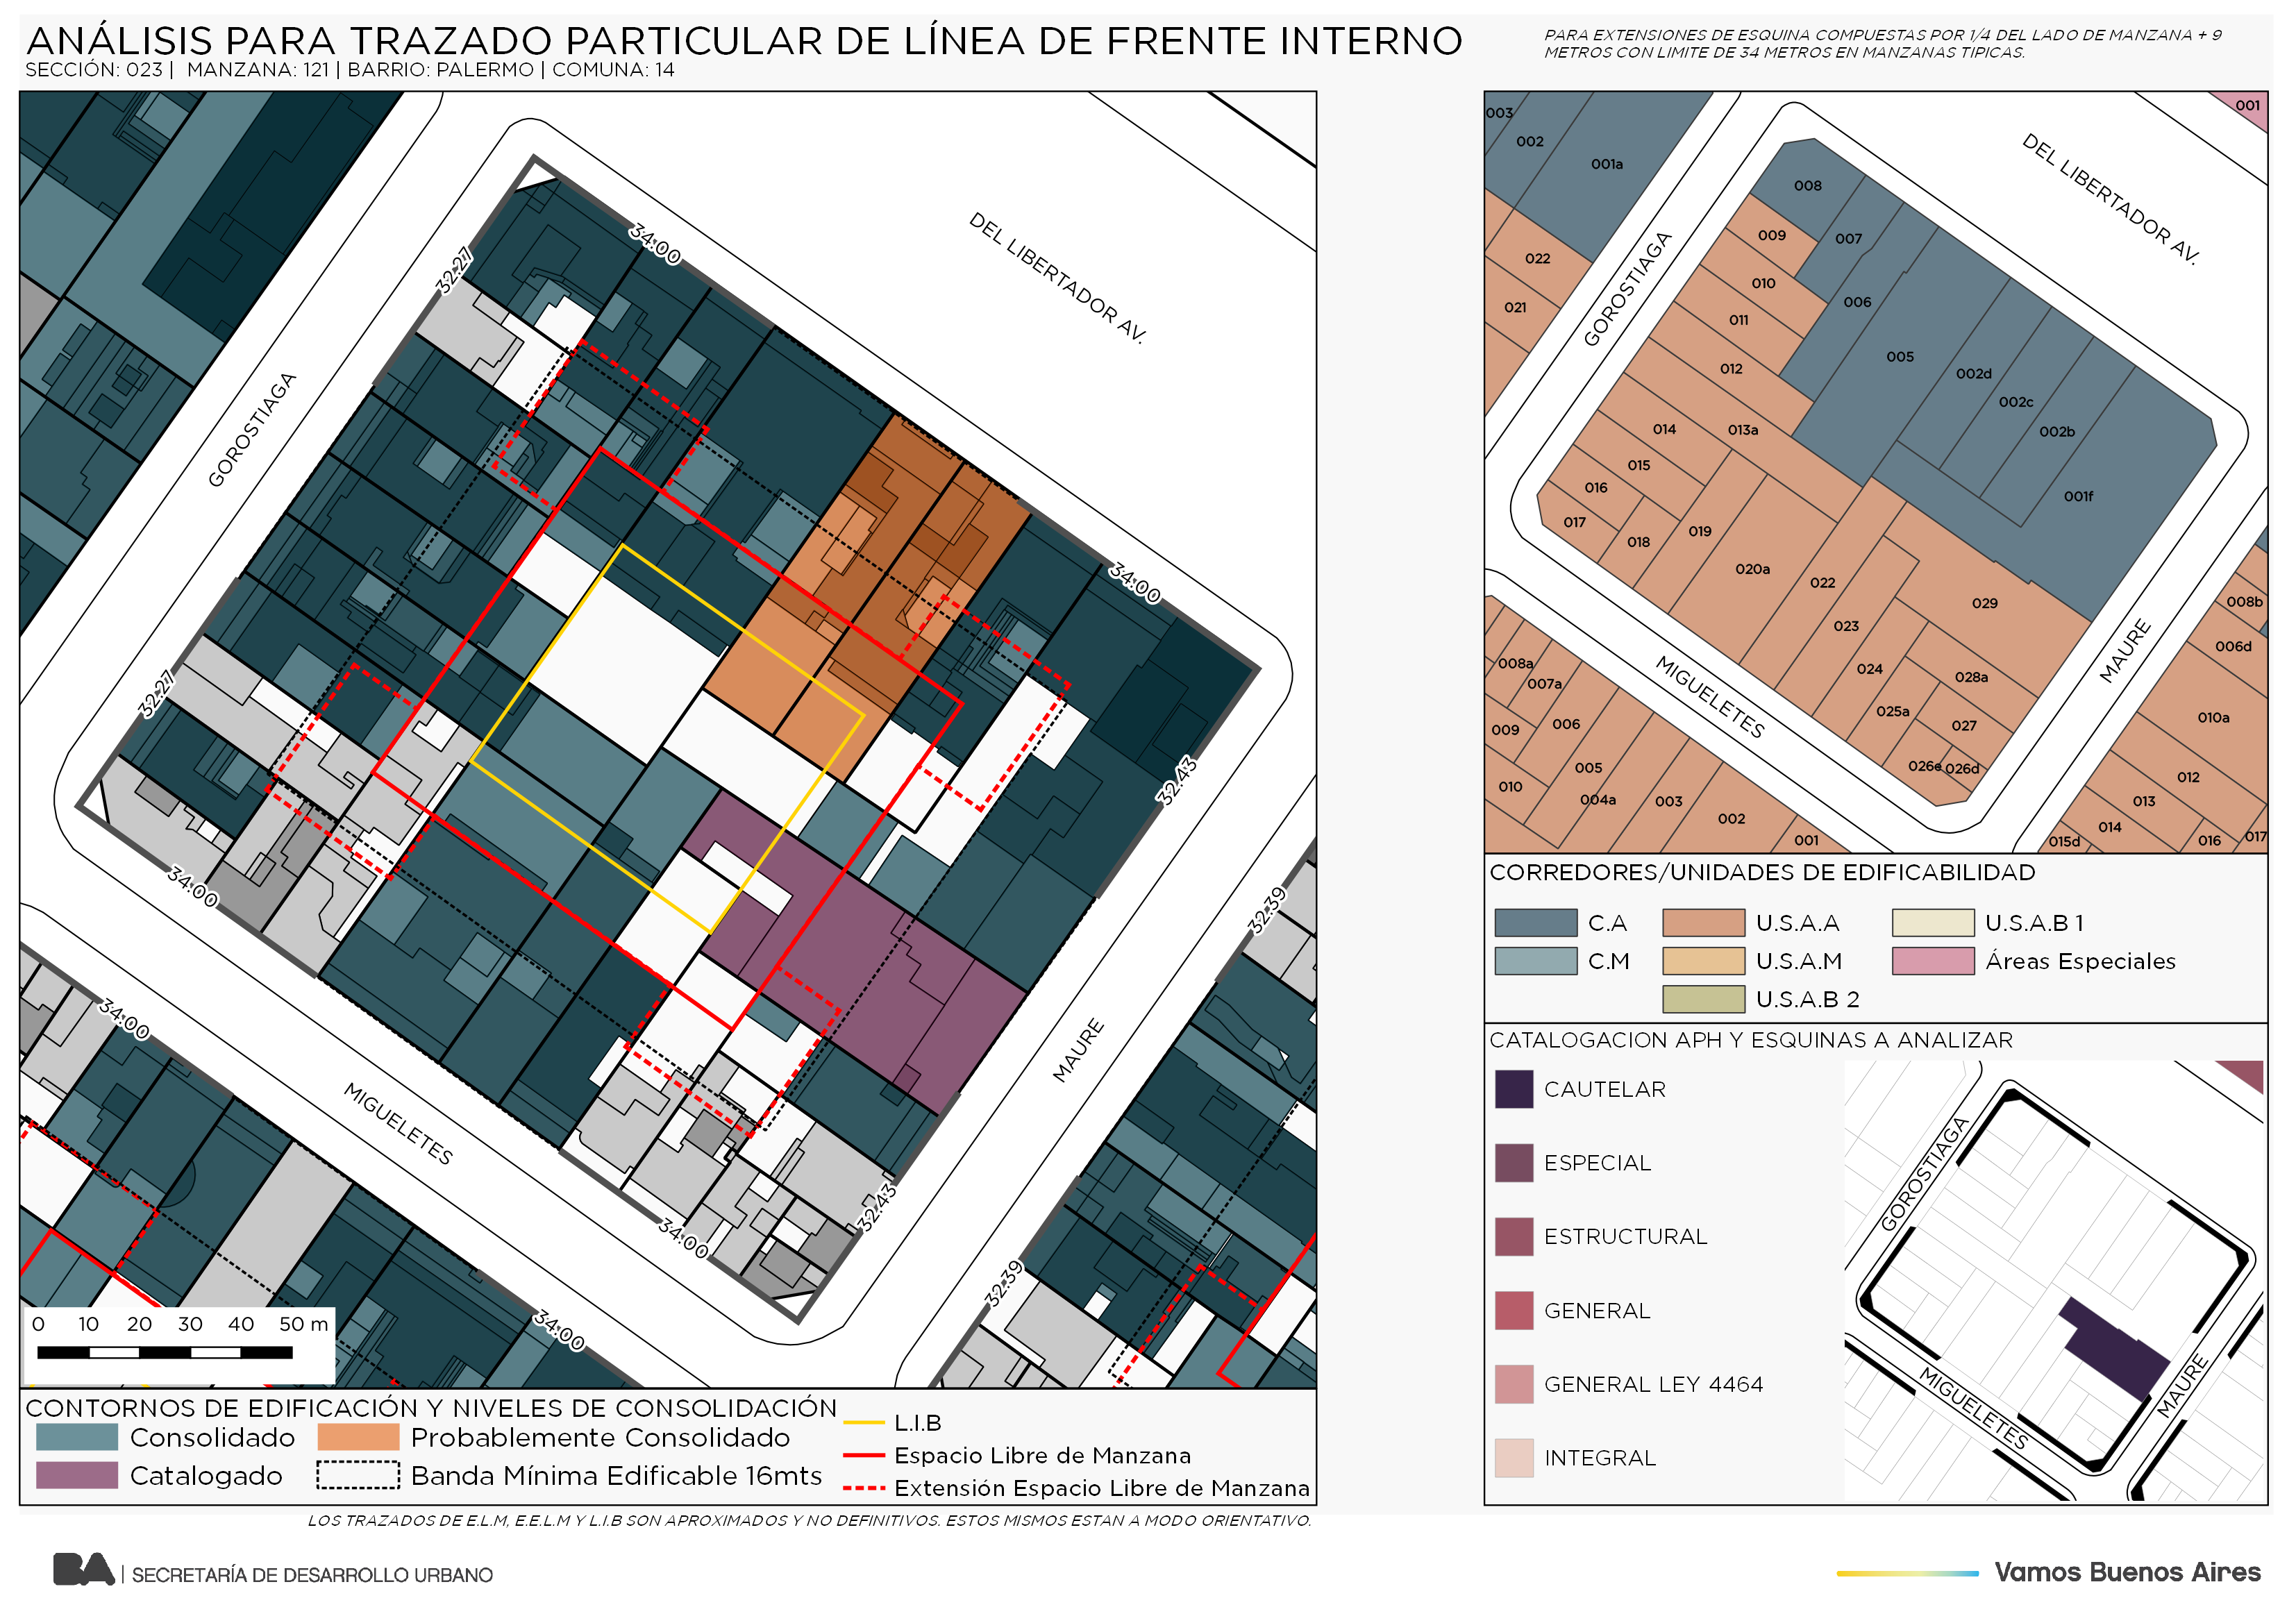 ANÁLISIS PARA TRAZADO PARTICULAR DE LÍNEA DE FRENTE INTERNO
SECCIÓN: 023 | MANZANA: 121 | BARRIO: PALERMO | COMUNA: 14
PARA EXTENSIONES DE ESQUINA COMPUESTAS POR 1/4 DEL LADO DE MANZANA + 9
METROS CON LIMITE DE 34 METROS EN MANZANAS TIPICAS.
DEL LIBERTADOR AV.
GOROSTIAGA
MIGUELETES
MAURE
34.00
32.27
34.00
32.27
32.43
34.00
32.39
34.00
32.43
34.00
32.39
34.00
0 10 20 30 40 50 m
CONTORNOS DE EDIFICACIÓN Y NIVELES DE CONSOLIDACIÓN
Consolidado
Probablemente Consolidado
Catalogado
Banda Mínima Edificable 16mts
L.I.B
Espacio Libre de Manzana
Extensión Espacio Libre de Manzana
LOS TRAZADOS DE E.L.M, E.E.L.M Y L.I.B SON APROXIMADOS Y NO DEFINITIVOS. ESTOS MISMOS ESTAN A MODO ORIENTATIVO.
003
002
001a
001
022
021
DEL LIBERTADOR AV.
GOROSTIAGA
008
009
007
010
006
011
005
012
002d
002c
014
013a
002b
015
016
001f
017
019
018
020a
022
029
023
024
028a
025a
027
026e
026d
MIGUELETES
MAURE
008a
007a
009
006
010
005
004a
003
002
001
008b
006d
010a
012
013
014
015d
016
017
CORREDORES/UNIDADES DE EDIFICABILIDAD
C.A
U.S.A.A
U.S.A.B 1
C.M
U.S.A.M
Áreas Especiales
U.S.A.B 2
CATALOGACION APH Y ESQUINAS A ANALIZAR
CAUTELAR
ESPECIAL
ESTRUCTURAL
GENERAL
GENERAL LEY 4464
INTEGRAL
GOROSTIAGA
MIGUELETES
MAURE
BA | SECRETARÍA DE DESARROLLO URBANO
Vamos Buenos Aires